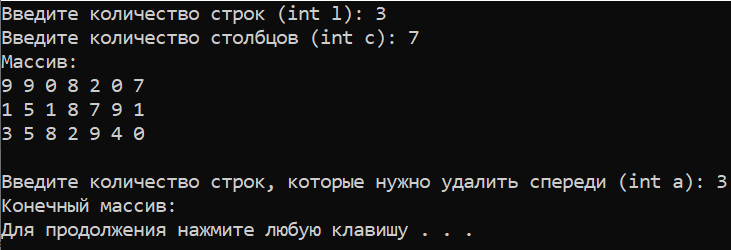 Введите количество строк (int l): 3
Введите количество столбцов (int c): 7
Массив:
9 9 0 8 2 0 7
1 5 1 8 7 9 1
3 5 8 2 9 4 0
Введите количество строк, которые нужно удалить спереди (int a): 3
Конечный массив:
Для продолжения нажмите любую клавишу . . .